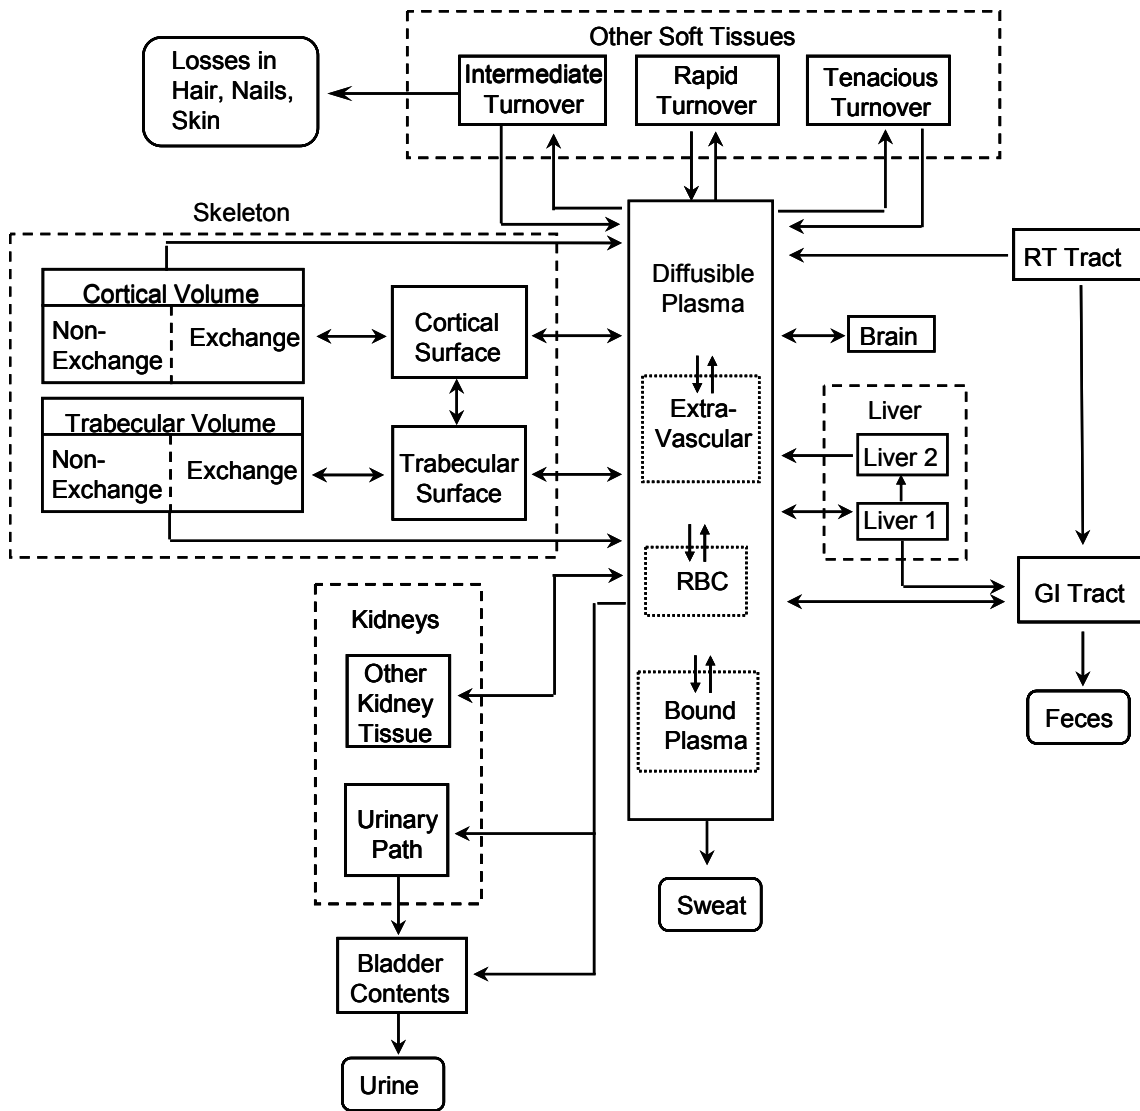 Other Soft Tissues
Losses in
Hair, Nails,
Skin
Intermediate
Turnover
Rapid
Turnover
Tenacious
Turnover
Skeleton
Cortical Volume
Non-
Exchange
Exchange
Cortical
Surface
Trabecular Volume
Non-
Exchange
Exchange
Trabecular
Surface
Diffusible
Plasma
Extra-
Vascular
RBC
Bound
Plasma
RT Tract
Brain
Liver
Liver 2
Liver 1
GI Tract
Feces
Kidneys
Other
Kidney
Tissue
Urinary
Path
Sweat
Bladder
Contents
Urine